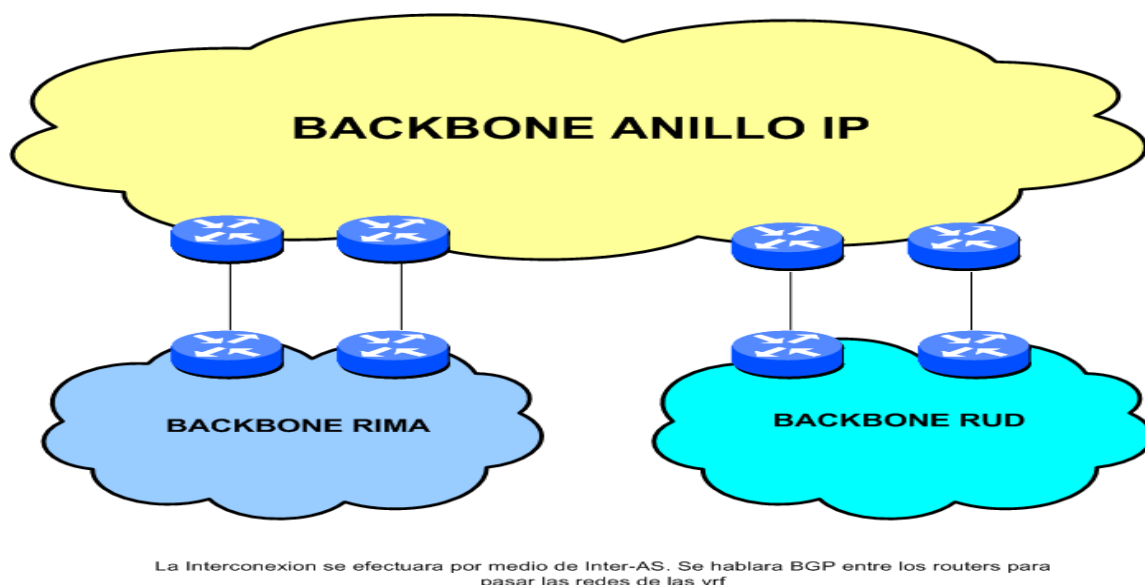 BACKBONE ANILLO IP
BACKBONE RIMA
BACKBONE RUD
La Interconexion se efectuara por medio de Inter-AS. Se hablara BGP entre los routers para
pasar las redes de las vrf